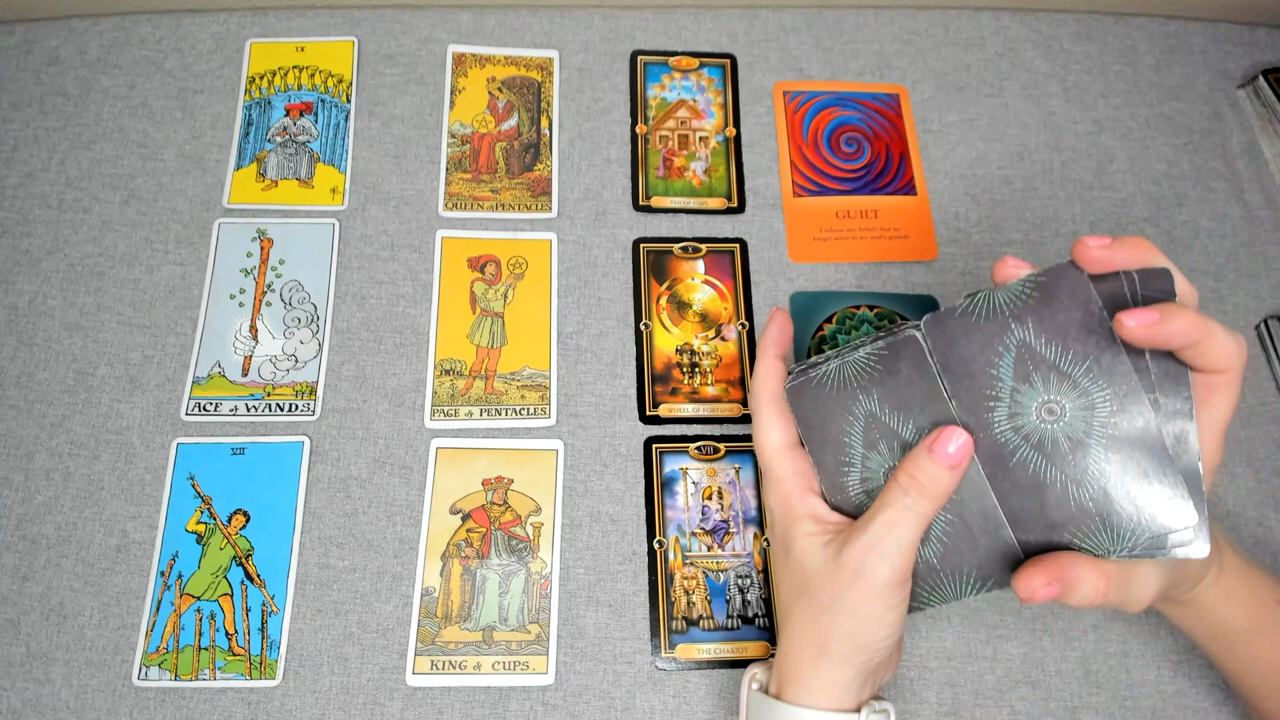 IX
QUEEN of PENTACLES
TEN OF CUPS
GUILT
I release any beliefs that no
longer assist in my soul's growth.
ACE of WANDS.
PAGE of PENTACLES.
X
WHEEL OF FORTUNE
VII
KING of CUPS.
VII
THE CHARIOT